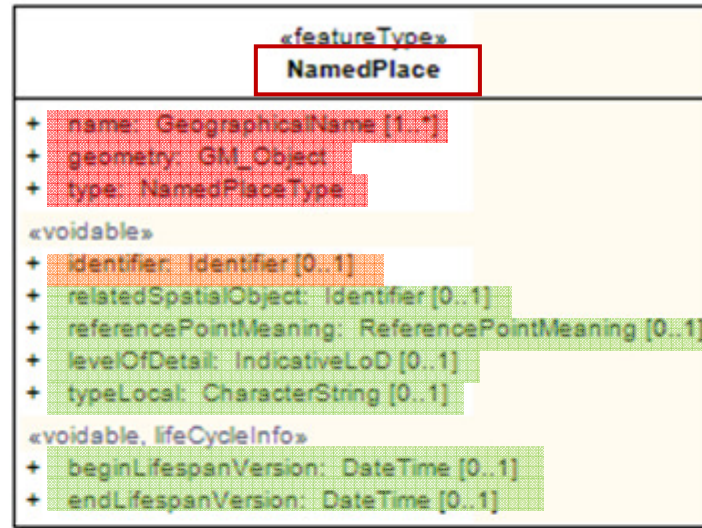 «featureType»
NamedPlace
+ name: GeographicalName [1..*]
+ geometry: GM_Object
+ type: NamedPlaceType
«voidable»
+ identifier: Identifier [0..1]
+ relatedSpatialObject: Identifier [0..1]
+ referencePointMeaning: ReferencePointMeaning [0..1]
+ levelOfDetail: IndicativeLoD [0..1]
+ typeLocal: CharacterString [0..1]
«voidable, lifeCycleInfo»
+ beginLifespanVersion: DateTime [0..1]
+ endLifespanVersion: DateTime [0..1]